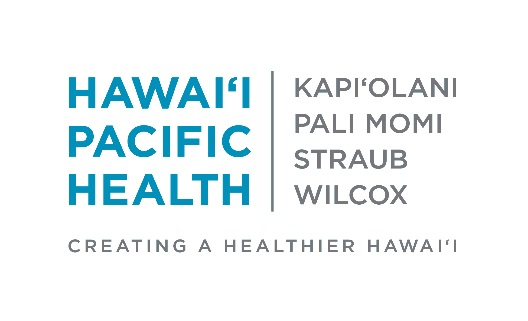 HAWAIʻI
PACIFIC
HEALTH
KAPIʻOLANI
PALI MOMI
STRAUB
WILCOX
CREATING A HEALTHIER HAWAIʻI